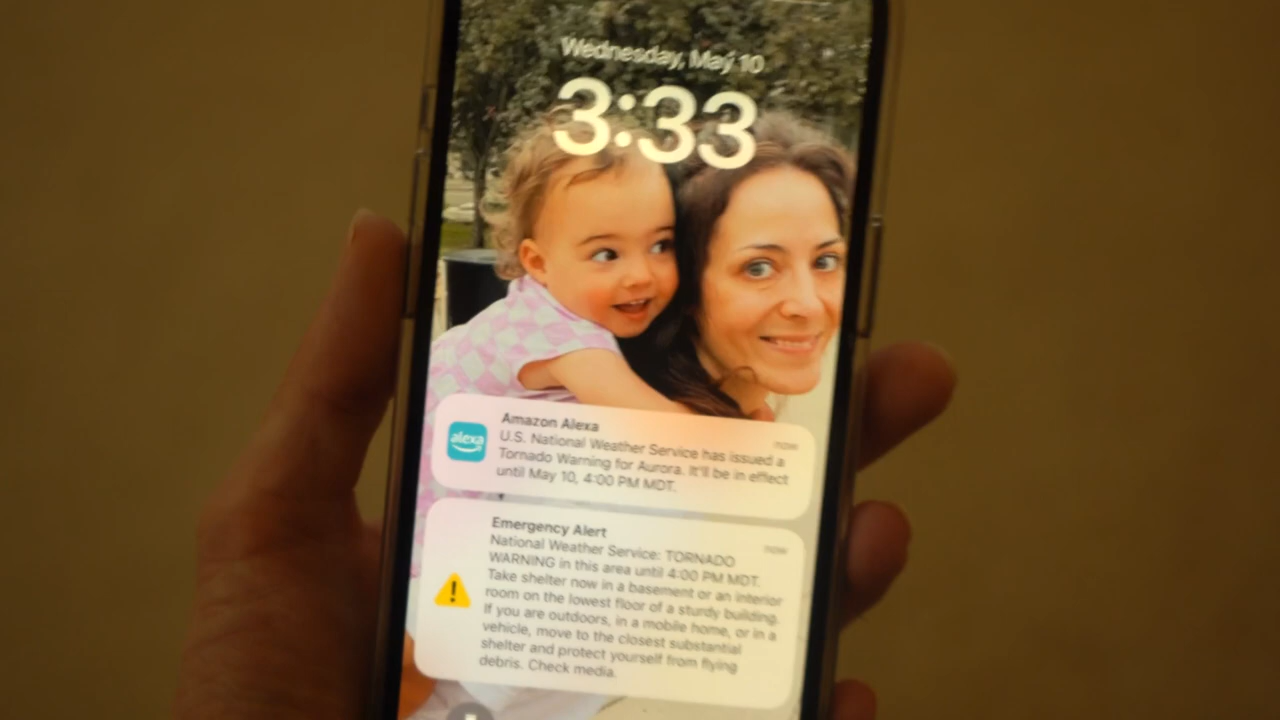 Wednesday, May 10
3:33
Amazon Alexa
now
alexa
U.S. National Weather Service has issued a
Tornado Warning for Aurora. It'll be in effect
until May 10, 4:00 PM MDT.
Emergency Alert
now
National Weather Service: TORNADO
WARNING in this area until 4:00 PM MDT.
Take shelter now in a basement or an interior
room on the lowest floor of a sturdy building.
If you are outdoors, in a mobile home, or in a
vehicle, move to the closest substantial
shelter and protect yourself from flying
debris. Check media.